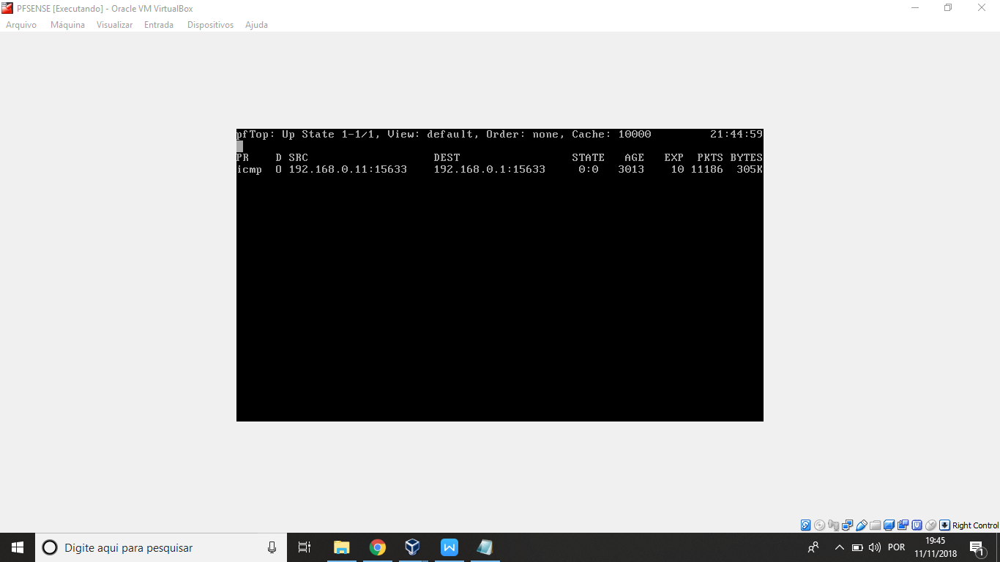 PFSENSE [Executando] - Oracle VM VirtualBox
Arquivo Máquina Visualizar Entrada Dispositivos Ajuda
pfTop: Up State 1-1/1, View: default, Order: none, Cache: 10000 21:44:59
PR D SRC DEST STATE AGE EXP PKTS BYTES
icmp O 192.168.0.11:15633 192.168.0.1:15633 0:0 3013 10 11186 305K
Right Control
Digite aqui para pesquisar
POR
19:45
11/11/2018
1